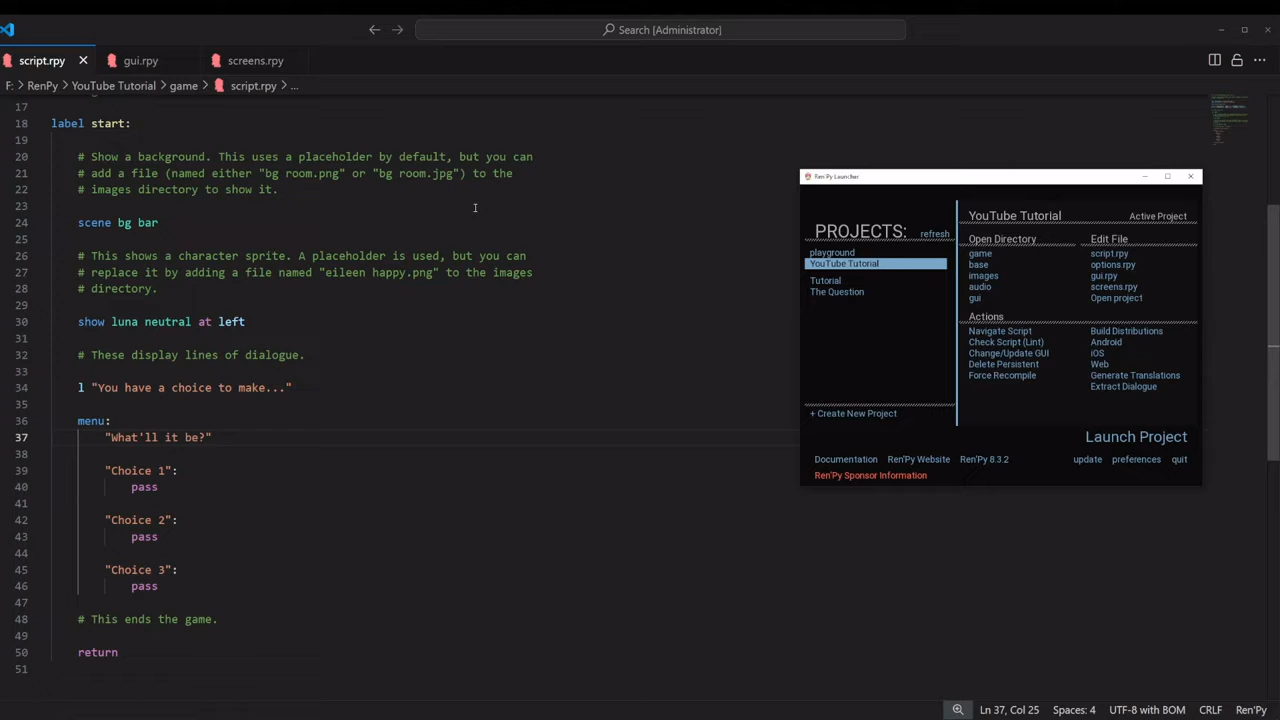 Search [Administrator]
script.rpy
gui.rpy
screens.rpy
F: RenPy YouTube Tutorial game script.rpy ...
17
18 label start:
19
20 # Show a background. This uses a placeholder by default, but you can
21 # add a file (named either "bg room.png" or "bg room.jpg") to the
22 # images directory to show it.
23
24 scene bg bar
25
26 # This shows a character sprite. A placeholder is used, but you can
27 # replace it by adding a file named "eileen happy.png" to the images
28 # directory.
29
30 show luna neutral at left
31
32 # These display lines of dialogue.
33
34 l "You have a choice to make..."
35
36 menu:
37 "What'll it be?"
38
39 "Choice 1":
40 pass
41
42 "Choice 2":
43 pass
44
45 "Choice 3":
46 pass
47
48 # This ends the game.
49
50 return
51
Ren'Py Launcher
PROJECTS: refresh
playground
YouTube Tutorial
Tutorial
The Question
+ Create New Project
YouTube Tutorial Active Project
Open Directory Edit File
game script.rpy
base options.rpy
images gui.rpy
audio screens.rpy
gui Open project
Actions
Navigate Script Build Distributions
Check Script (Lint) Android
Change/Update GUI iOS
Delete Persistent Web
Force Recompile Generate Translations
Extract Dialogue
Launch Project
Documentation Ren'Py Website Ren'Py 8.3.2 update preferences quit
Ren'Py Sponsor Information
Ln 37, Col 25 Spaces: 4 UTF-8 with BOM CRLF Ren'Py